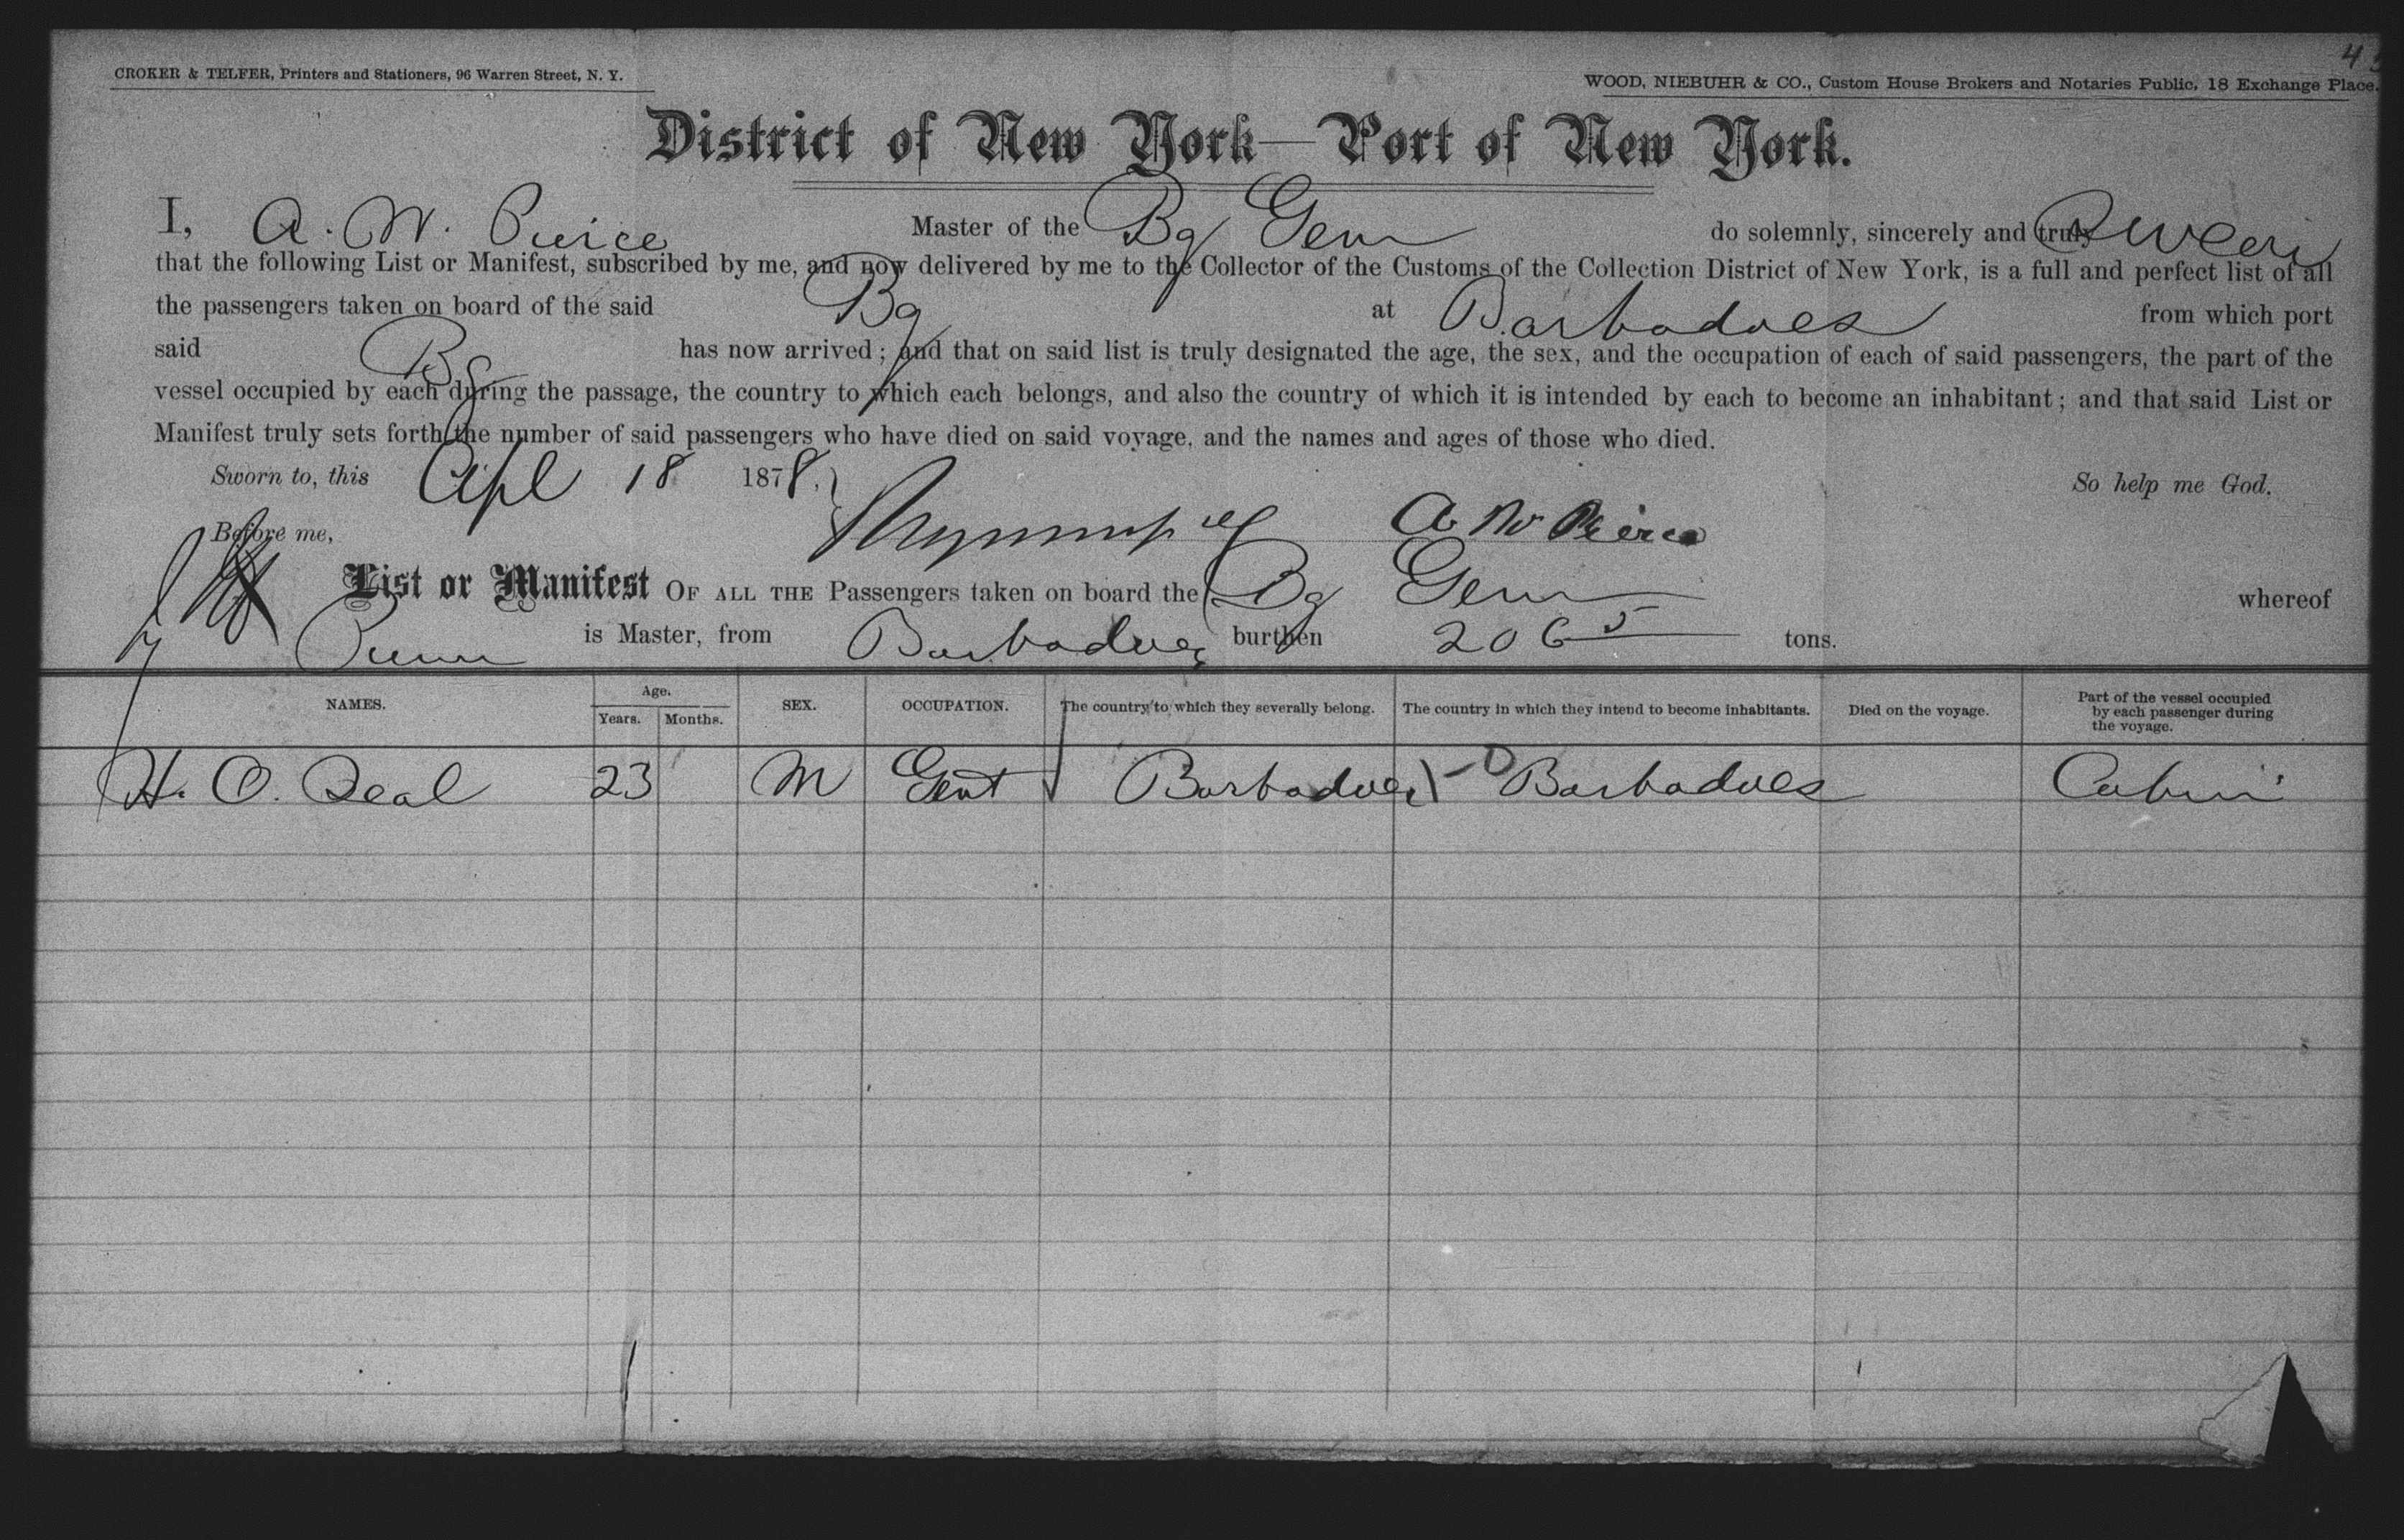 43
CROKER & TELFER, Printers and Stationers, 96 Warren Street, N. Y.
WOOD, NIEBUHR & CO., Custom House Brokers and Notaries Public, 18 Exchange Place.
District of New York—Port of New York.
I, A. W. Peirce Master of the Bg Gem do solemnly, sincerely and truly swear
that the following List or Manifest, subscribed by me, and now delivered by me to the Collector of the Customs of the Collection District of New York, is a full and perfect list of all
the passengers taken on board of the said Bg at Barbadoes from which port
said Bg has now arrived; and that on said list is truly designated the age, the sex, and the occupation of each of said passengers, the part of the
vessel occupied by each during the passage, the country to which each belongs, and also the country of which it is intended by each to become an inhabitant; and that said List or
Manifest truly sets forth the number of said passengers who have died on said voyage, and the names and ages of those who died.
Sworn to, this Apl 18 1878. So help me God.
Before me, A W Peirce
List or Manifest OF ALL THE Passengers taken on board the Bg Gem whereof
Peirce is Master, from Barbadoes burthen 206 5 tons.
NAMES. Age. Years. Months. SEX. OCCUPATION. The country to which they severally belong. The country in which they intend to become inhabitants. Died on the voyage. Part of the vessel occupied by each passenger during the voyage.
H. O. Seal 23 M Gent Barbadoes Barbadoes Cabin